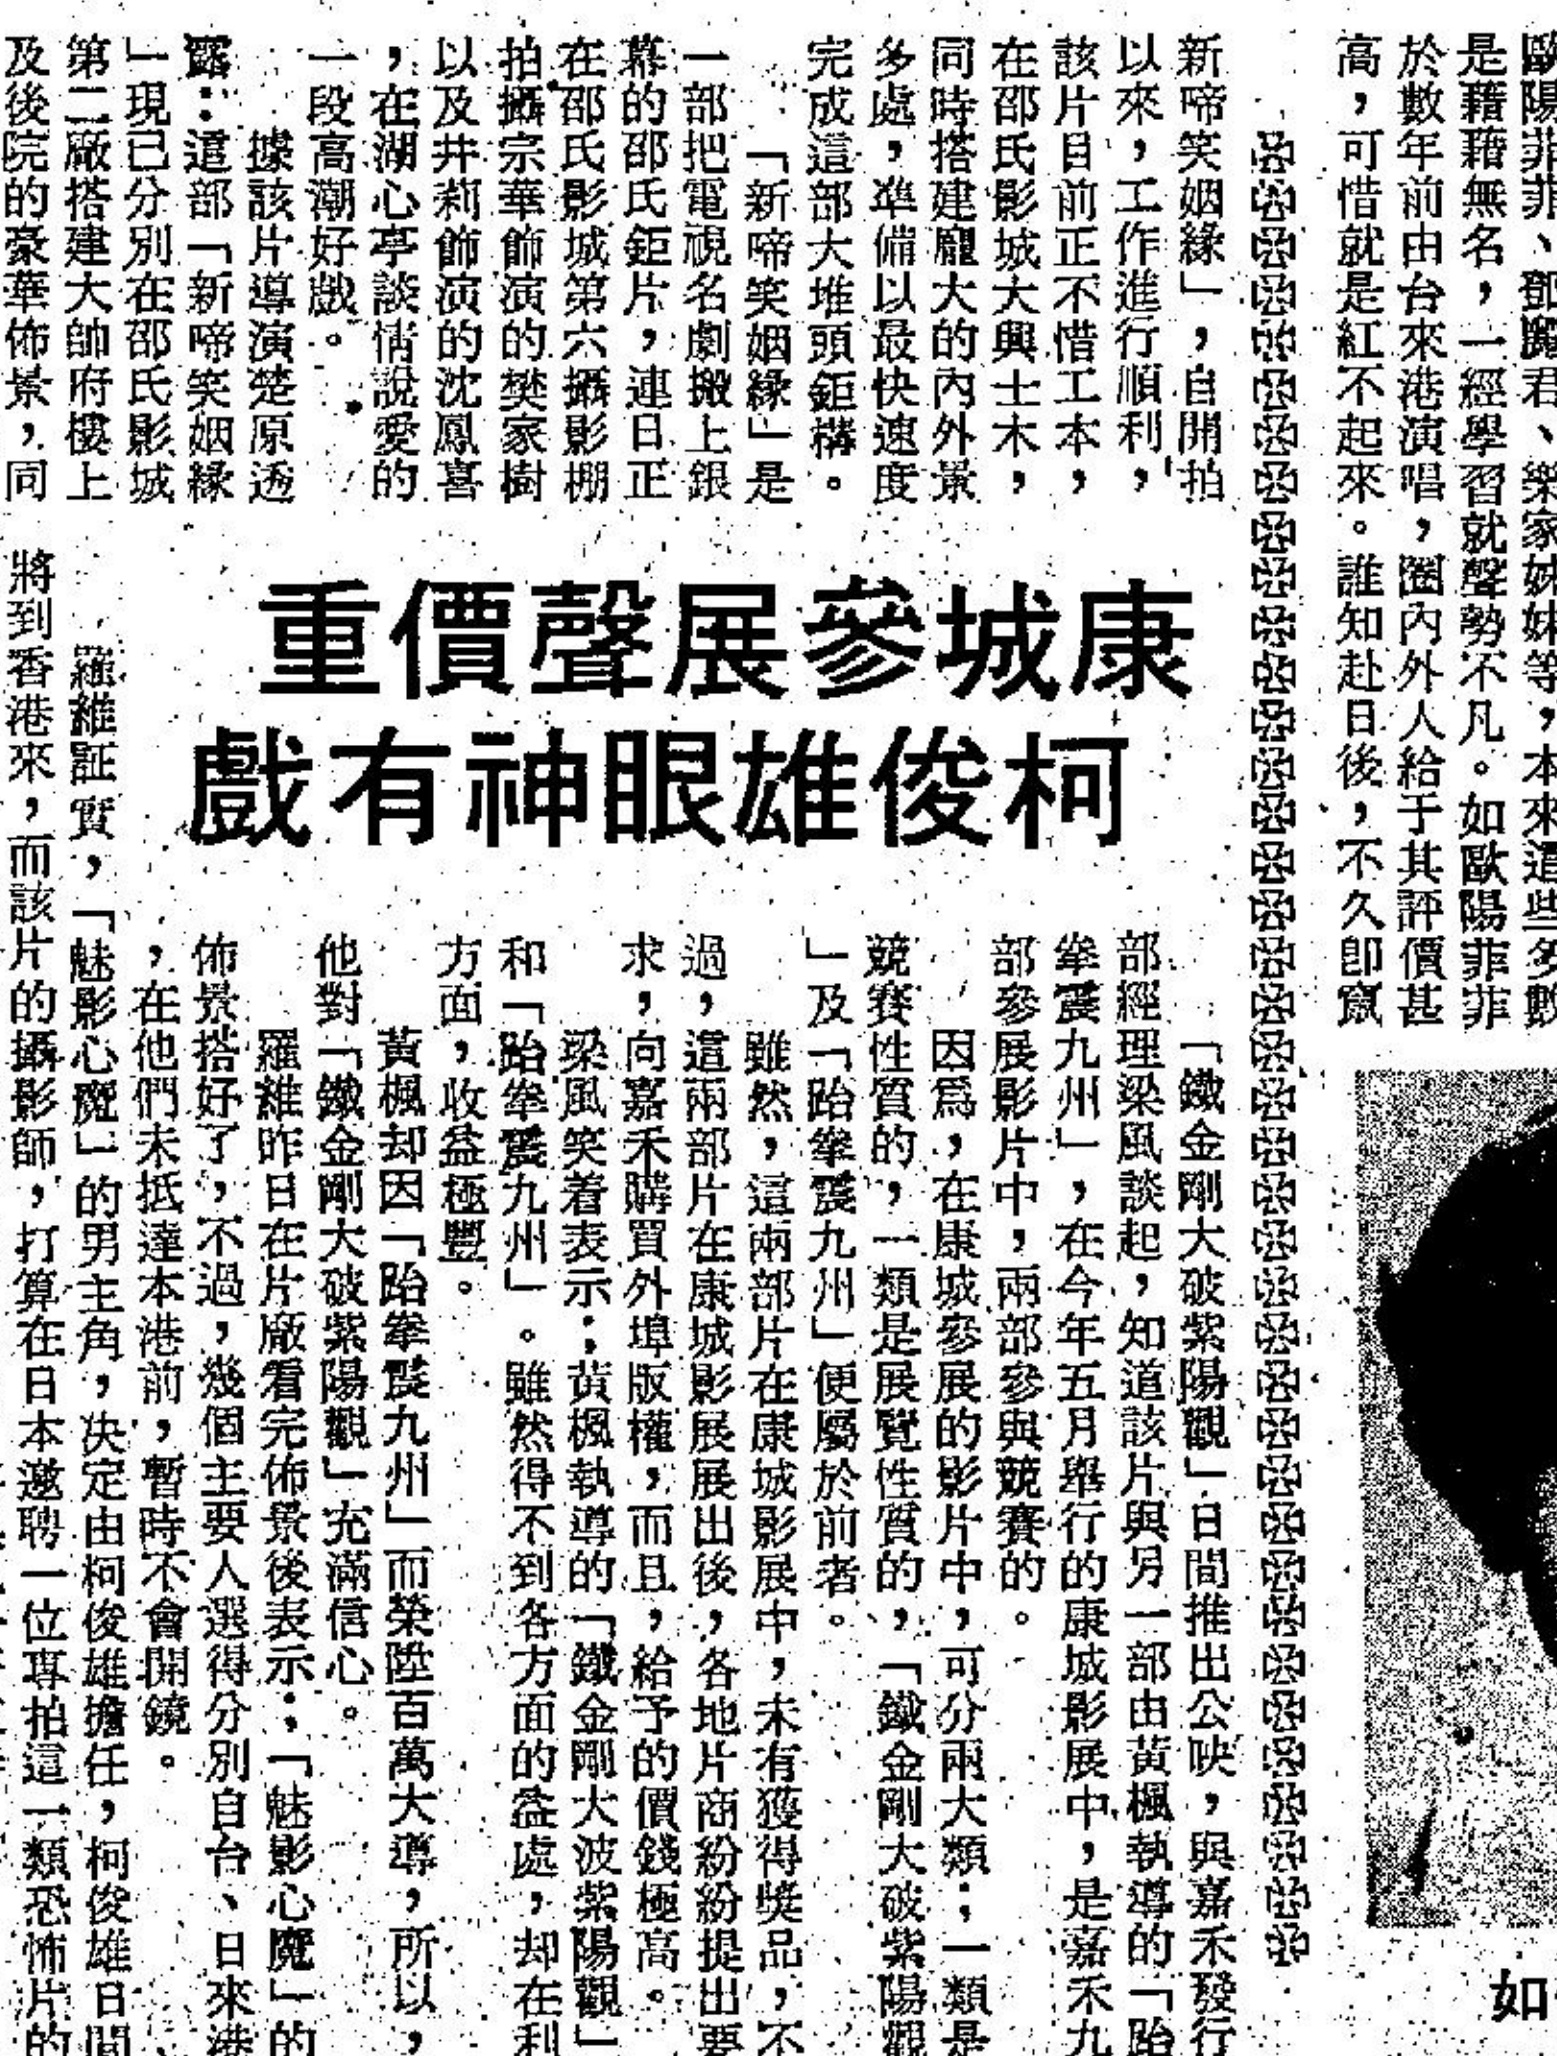 歐陽菲菲、鄧麗君、樂家姊妹等，本來這些多數
是藉藉無名，一經學習就聲勢不凡。如歐陽菲菲
於數年前由台來港演唱，圈內外人給于其評價甚
高，可惜就是紅不起來。誰知赴日後，不久即竄
如
新啼笑姻緣」，自開拍
以來，工作進行順利，
該片目前正不惜工本，
在邵氏影城大興士木，
同時搭建龐大的內外景
多處，準備以最快速度
完成這部大堆頭鉅構。
「新啼笑姻緣」是
一部把電視名劇搬上銀
幕的邵氏鉅片，連日正
在邵氏影城第六攝影棚
拍攝宗華飾演的樊家樹
以及井莉飾演的沈鳳喜
，在湖心亭談情說愛的
一段高潮好戲。
據該片導演楚原透
露：這部「新啼笑姻緣
」現已分別在邵氏影城
第二廠搭建大帥府樓上
及後院的豪華佈景，同
康城參展聲價重
柯俊雄眼神有戲
「鐵金剛大破紫陽觀」日間推出公映，與嘉禾發行
部經理梁風談起，知道該片與另一部由黃楓執導的「跆
拳震九州」，在今年五月舉行的康城影展中，是嘉禾九
部參展影片中，兩部參與競賽的。
因為，在康城參展的影片中，可分兩大類；一類是
競賽性質的，一類是展覽性質的，「鐵金剛大破紫陽觀
」及「跆拳震九州」便屬於前者。
雖然，這兩部片在康城影展中，未有獲得獎品，不
過，這兩部片在康城影展展出後，各地片商紛紛提出要
求，向嘉禾購買外埠版權，而且，給予的價錢極高。
梁風笑着表示；黃楓執導的「鐵金剛大波紫陽觀」
和「跆拳震九州」。雖然得不到各方面的益處，却在利
方面，收益極豐。
黃楓却因「跆拳震九州」而榮陞百萬大導，所以，
他對「鐵金剛大破紫陽觀」充滿信心。
羅維昨日在片廠看完佈景後表示：「魅影心魔」的
佈景搭好了，不過，幾個主要人選得分別自台、日來港
，在他們未抵達本港前，暫時不會開鏡。
羅維証實，「魅影心魔」的男主角，決定由柯俊雄擔任，柯俊雄日間
將到香港來，而該片的攝影師，打算在日本邀聘一位專拍這一類恐怖片的